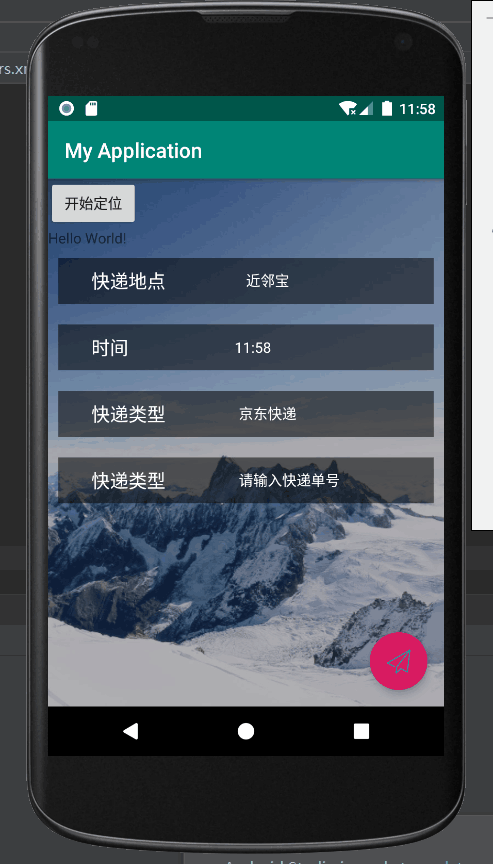 rs.xr
11:58
My Application
开始定位
Hello World!
快递地点 近邻宝
时间 11:58
快递类型 京东快递
快递类型 请输入快递单号